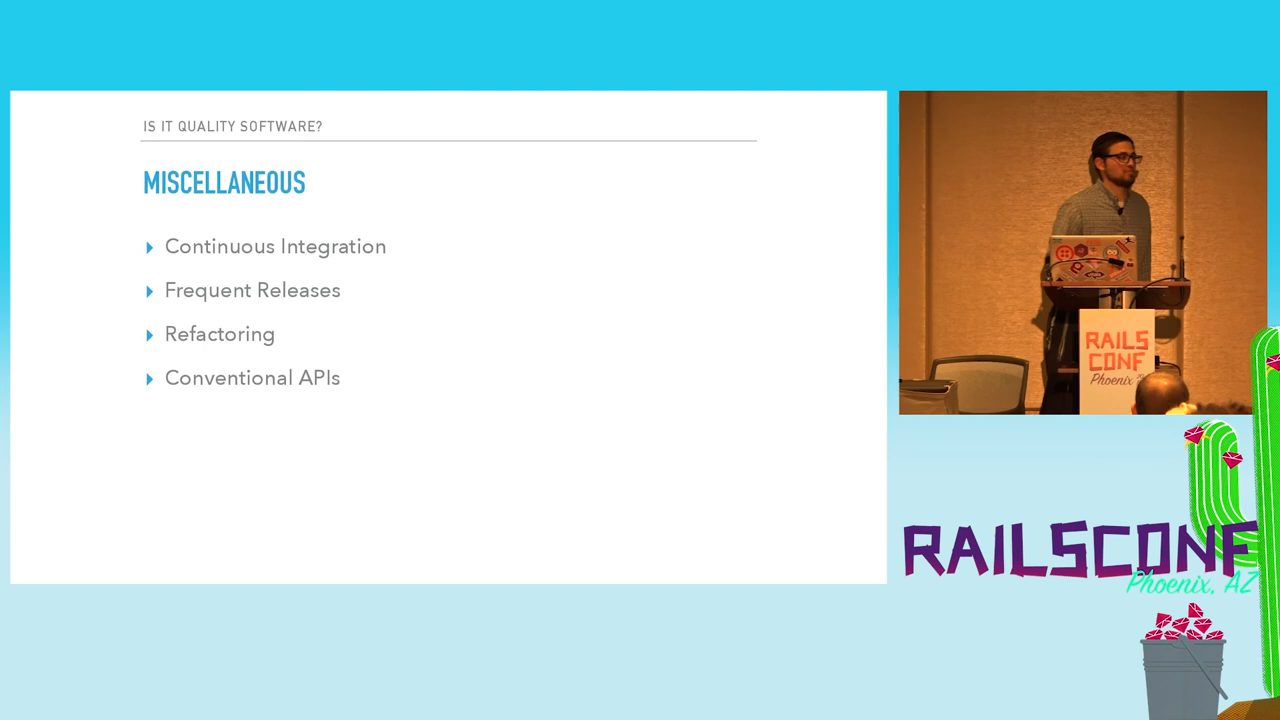 IS IT QUALITY SOFTWARE?
MISCELLANEOUS
Continuous Integration
Frequent Releases
Refactoring
Conventional APIs
RAILS
CONF
Phoenix
RAILSCONF
Phoenix, AZ